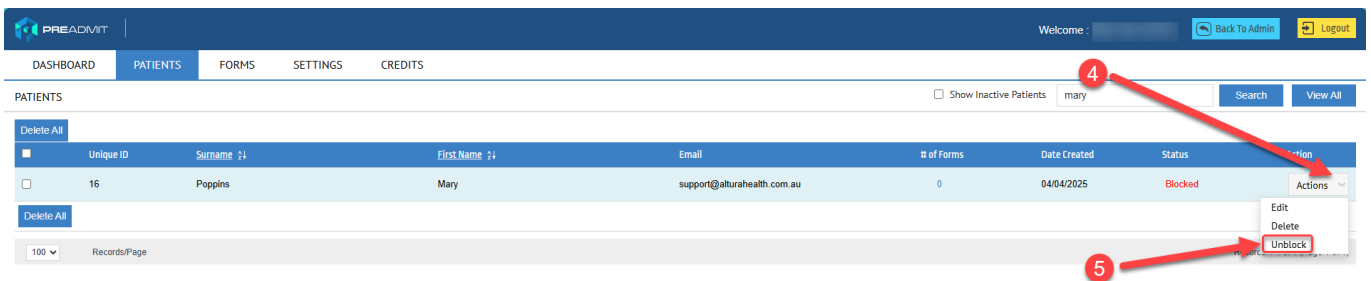 PREADMIT
Welcome :
Back To Admin
Logout
DASHBOARD PATIENTS FORMS SETTINGS CREDITS
4
PATIENTS
Show Inactive Patients mary Search View All
Delete All
Unique ID Surname First Name Email # of Forms Date Created Status
16 Poppins Mary support@alturahealth.com.au 0 04/04/2025 Blocked Actions
Edit
Delete All
Delete
Unblock
100 Records/Page
5